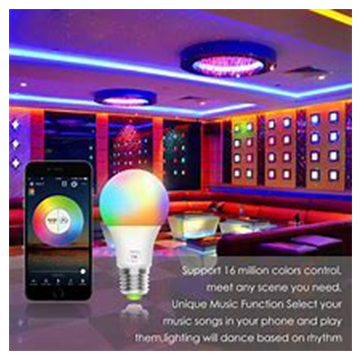 Support 16 million colors control,
meet any scene you need.
Unique Music Function Select your
music songs in your phone and play
them,lighting will dance based on rhythm